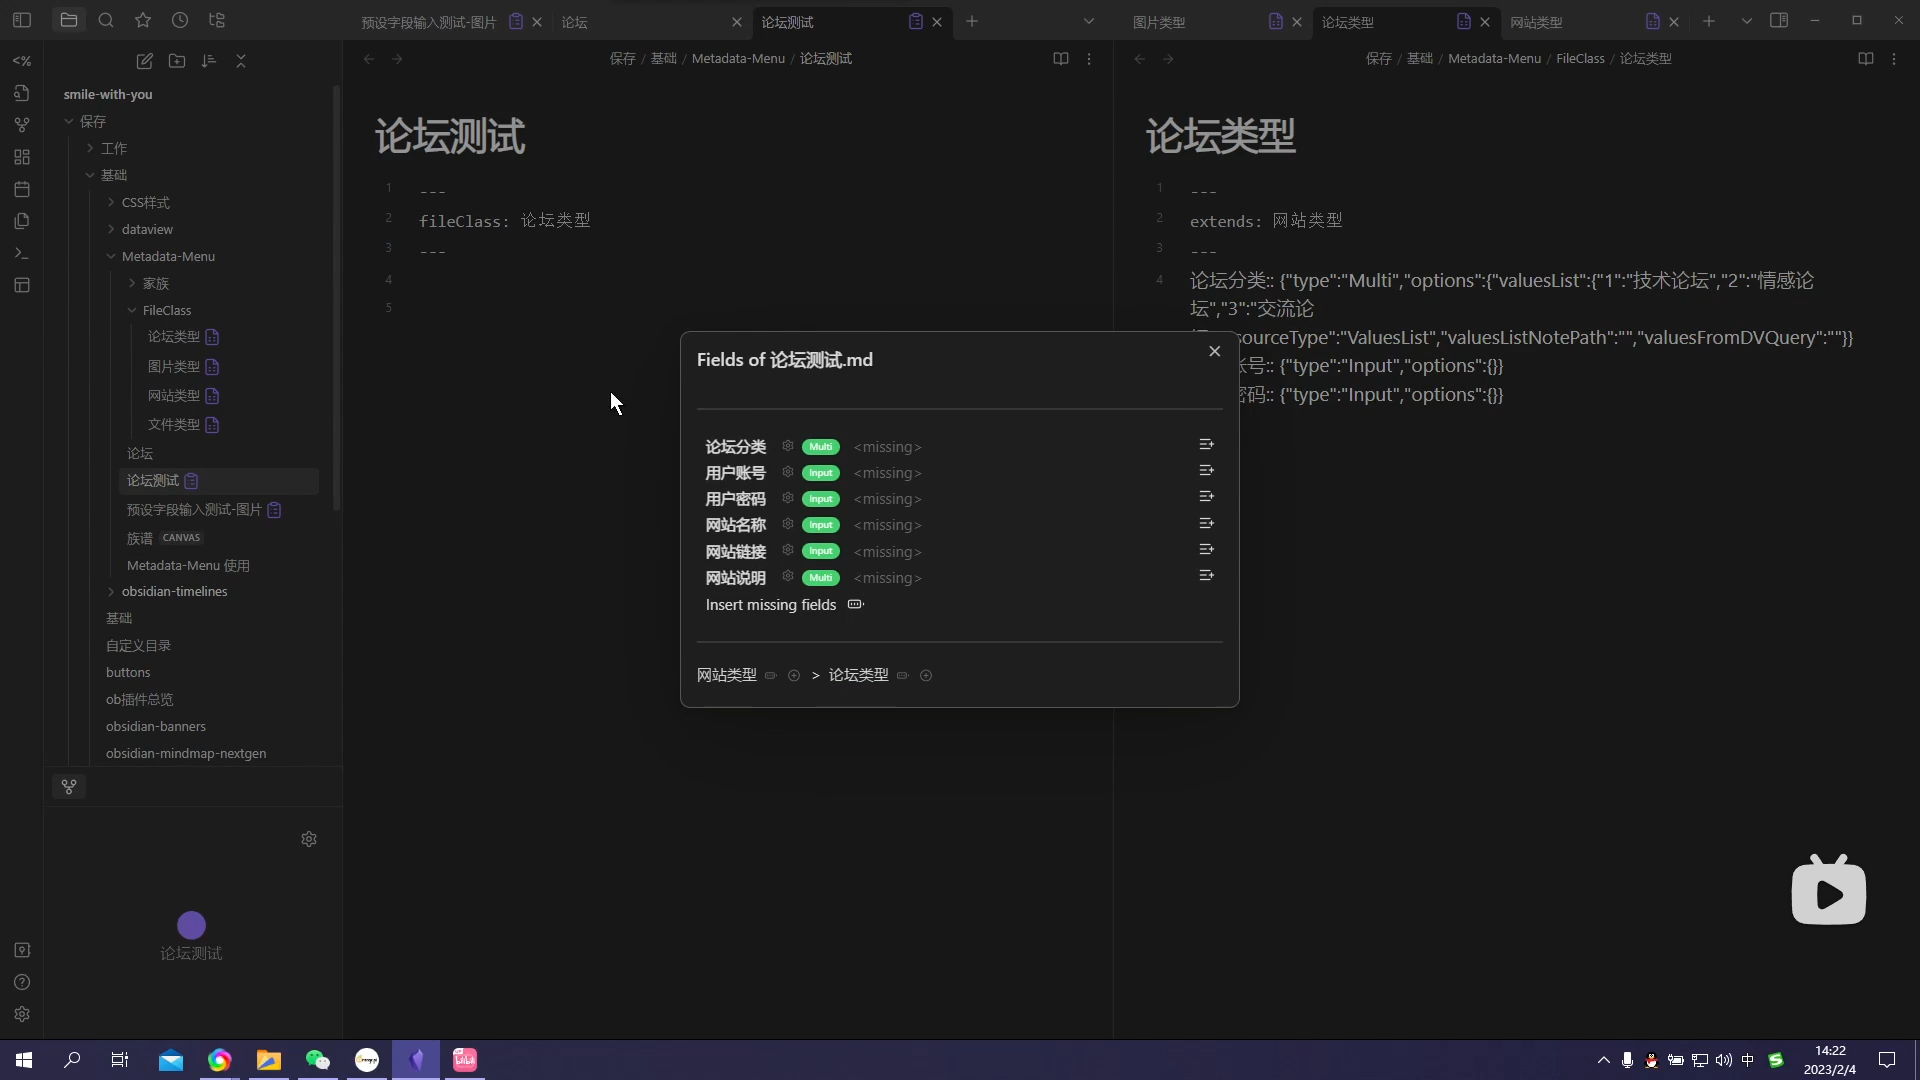 预设字段输入测试-图片
论坛
论坛测试
图片类型
论坛类型
网站类型
保存 / 基础 / Metadata-Menu / 论坛测试
保存 / 基础 / Metadata-Menu / FileClass / 论坛类型
smile-with-you
保存
工作
基础
CSS样式
dataview
Metadata-Menu
家族
FileClass
论坛类型
图片类型
网站类型
文件类型
论坛
论坛测试
预设字段输入测试-图片
族谱 CANVAS
Metadata-Menu 使用
obsidian-timelines
基础
自定义目录
buttons
ob插件总览
obsidian-banners
obsidian-mindmap-nextgen
论坛测试
论坛测试
1 ---
2 fileClass: 论坛类型
3 ---
4
5
论坛类型
1 ---
2 extends: 网站类型
3 ---
4 论坛分类:: {"type":"Multi","options":{"valuesList":{"1":"技术论坛","2":"情感论
坛","3":"交流论
sourceType":"ValuesList","valuesListNotePath":"","valuesFromDVQuery":""}}
账号:: {"type":"Input","options":{}}
密码:: {"type":"Input","options":{}}
Fields of 论坛测试.md
论坛分类 Multi <missing>
用户账号 Input <missing>
用户密码 Input <missing>
网站名称 Input <missing>
网站链接 Input <missing>
网站说明 Multi <missing>
Insert missing fields
网站类型 > 论坛类型
bilibili
中
14:22
2023/2/4